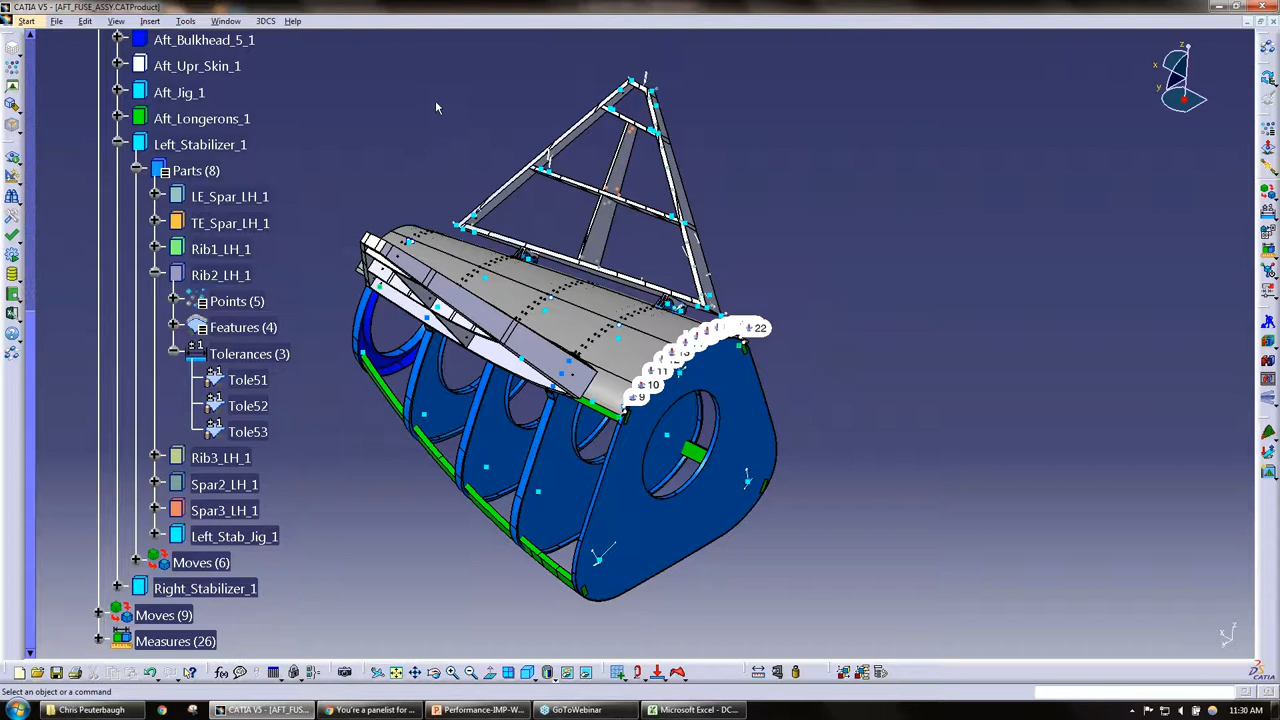 CATIA V5 - [AFT_FUSE_ASSY.CATProduct]
Start File Edit View Insert Tools Window 3DCS Help
Aft_Bulkhead_5_1
Aft_Upr_Skin_1
Aft_Jig_1
Aft_Longerons_1
Left_Stabilizer_1
Parts (8)
LE_Spar_LH_1
TE_Spar_LH_1
Rib1_LH_1
Rib2_LH_1
Points (5)
Features (4)
Tolerances (3)
Tole51
Tole52
Tole53
Rib3_LH_1
Spar2_LH_1
Spar3_LH_1
Left_Stab_Jig_1
Moves (6)
Right_Stabilizer_1
Moves (9)
Measures (26)
22
11
10
9
z
x
y
Select an object or a command
Chris Peuterbaugh
CATIA V5 - [AFT_FUS...
You're a panelist for ...
Performance-IMP-W...
GoToWebinar
Microsoft Excel - DC...
11:30 AM